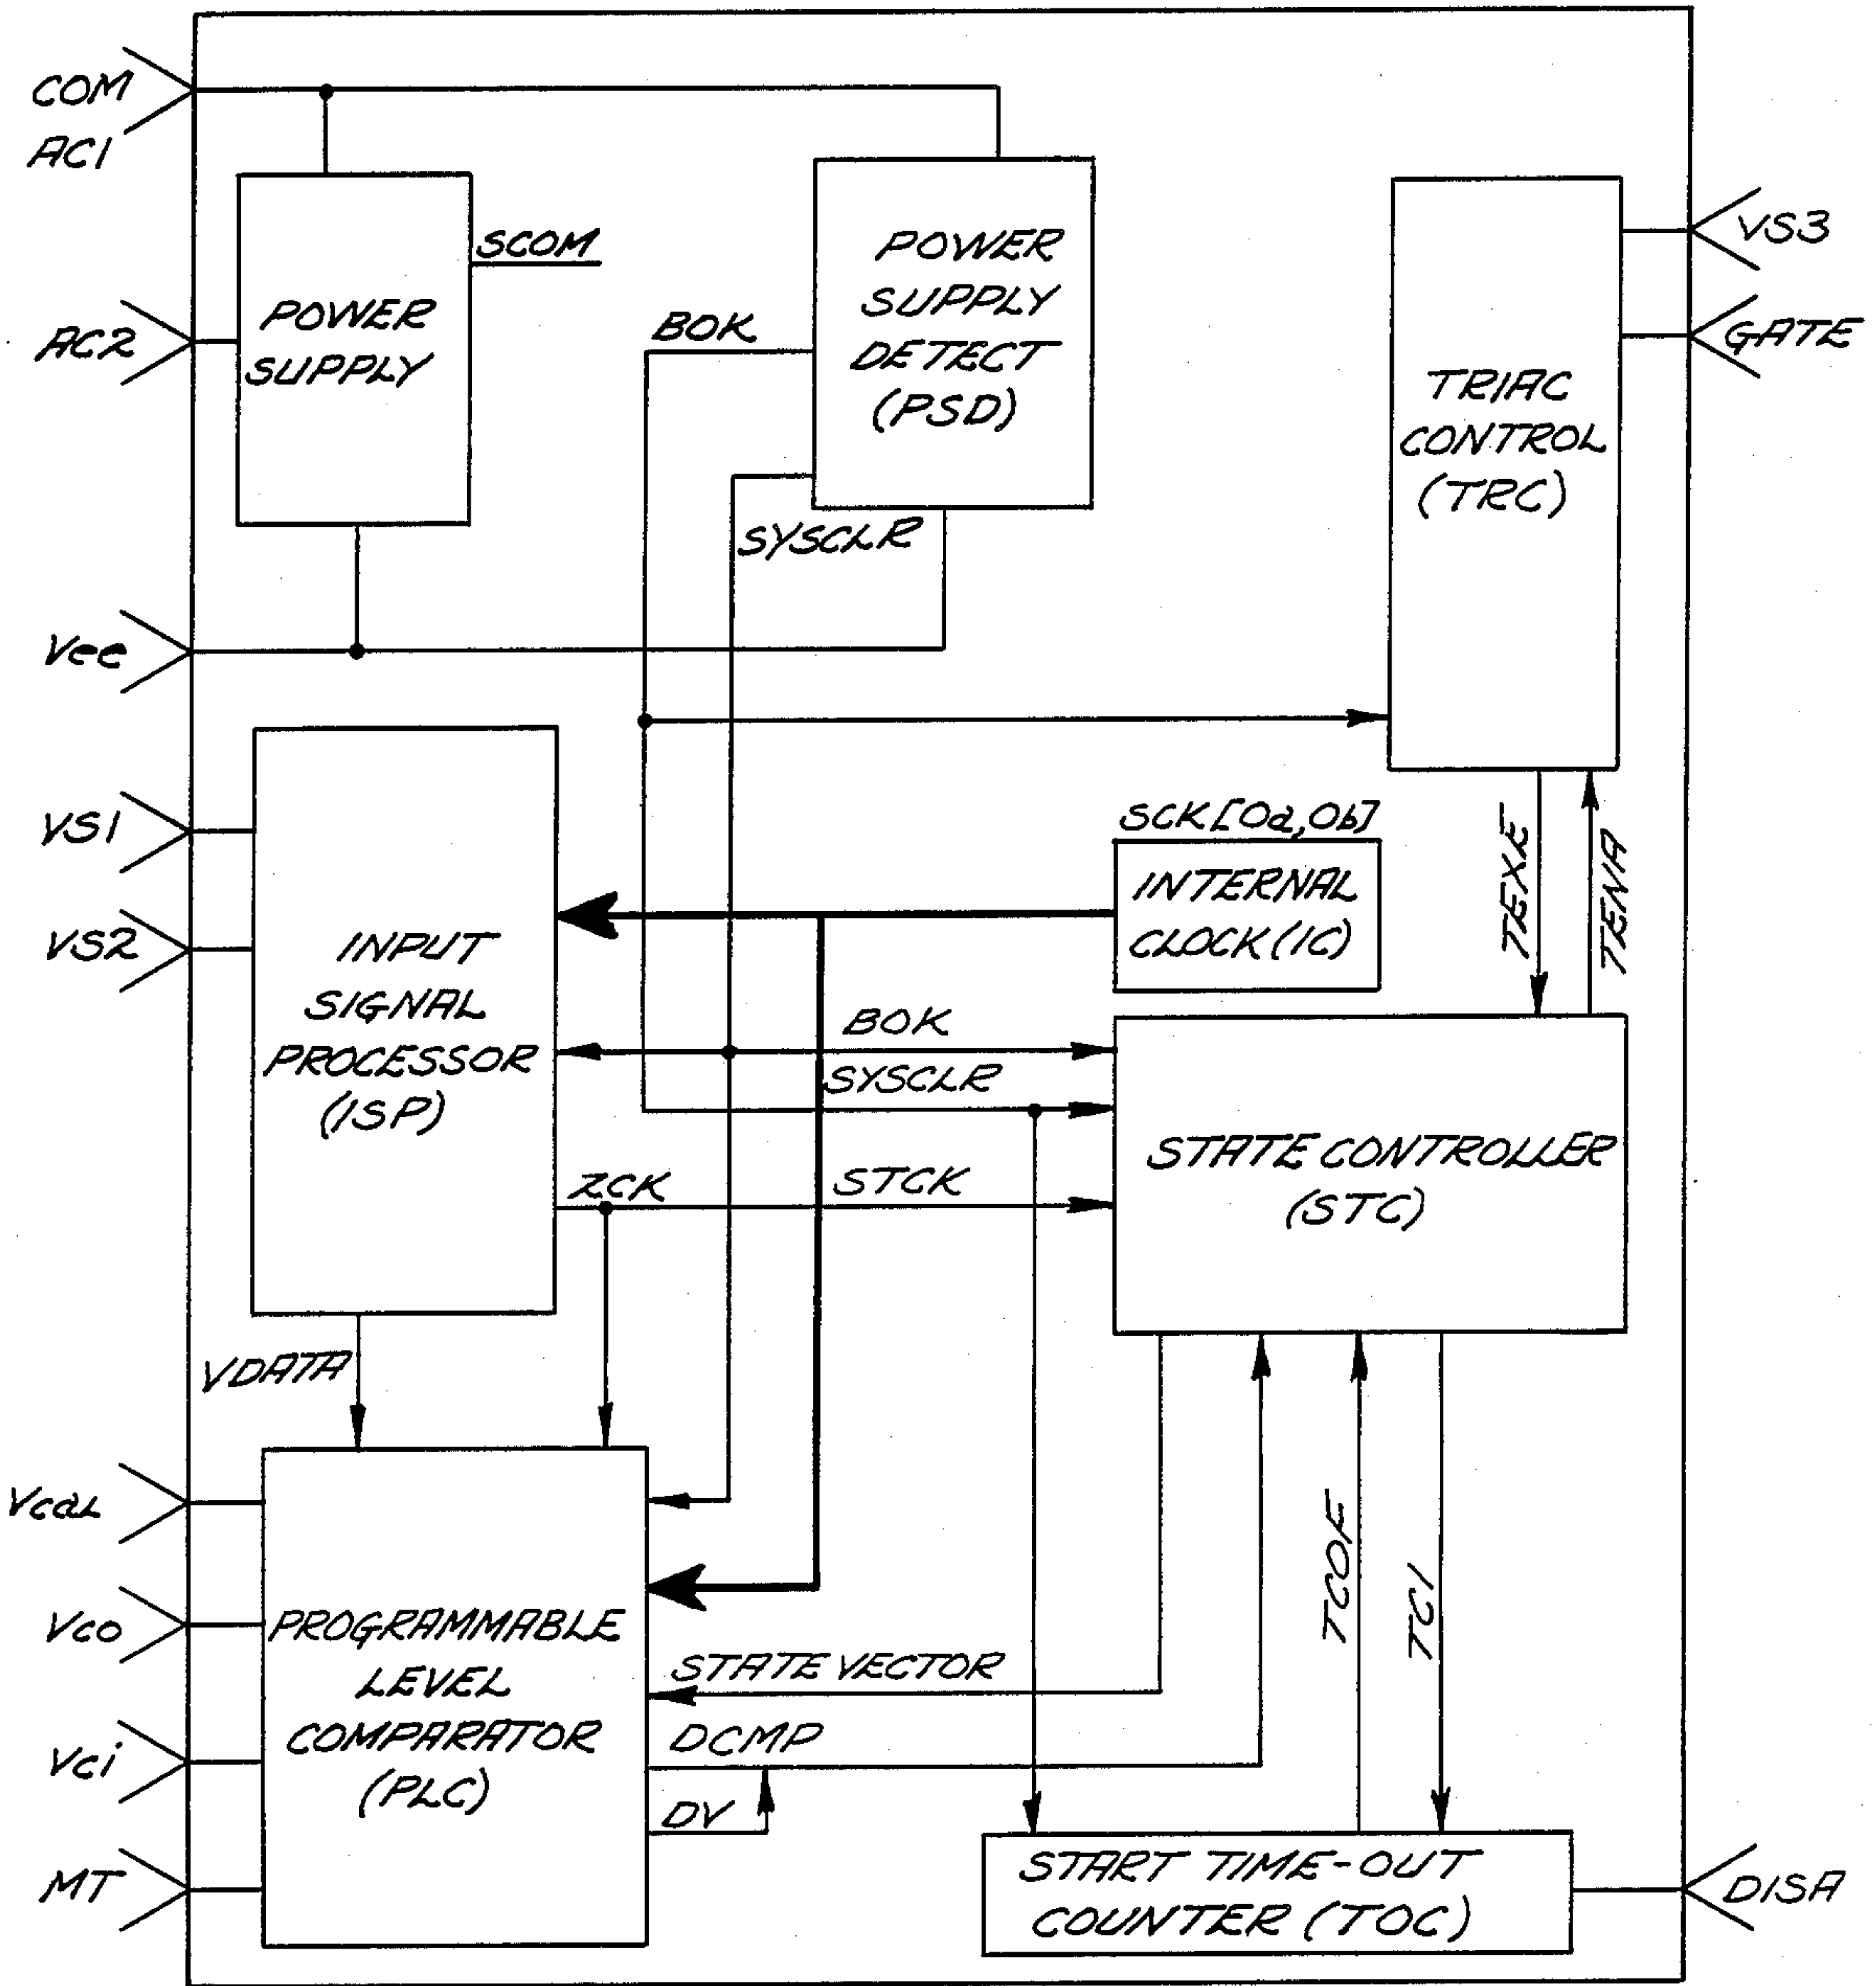 COM
AC1
AC2
Vee
VS1
VS2
Vcal
Vco
Vci
MT
POWER
SUPPLY
SCOM
POWER
SUPPLY
DETECT
(PSD)
BOK
SYSCLR
TRIAC
CONTROL
(TRC)
VS3
GATE
TEXE
TENA
SCK[0a,0b]
INTERNAL
CLOCK (IC)
INPUT
SIGNAL
PROCESSOR
(ISP)
BOK
SYSCLR
ZCK
STCK
STATE CONTROLLER
(STC)
VDATA
PROGRAMMABLE
LEVEL
COMPARATOR
(PLC)
STATE VECTOR
DCMP
DV
TCOF
TCI
START TIME-OUT
COUNTER (TOC)
DISA